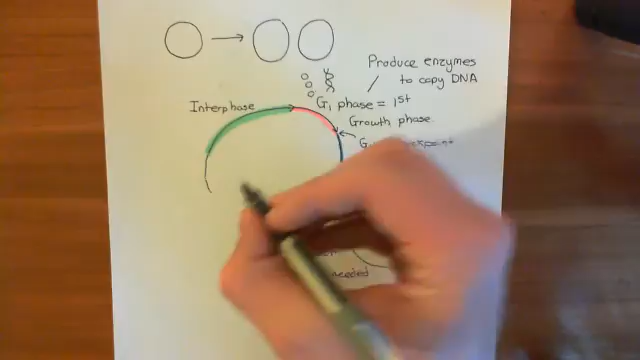 Produce enzymes
to copy DNA
Interphase
G₁ phase = 1st
Growth phase
G
needed